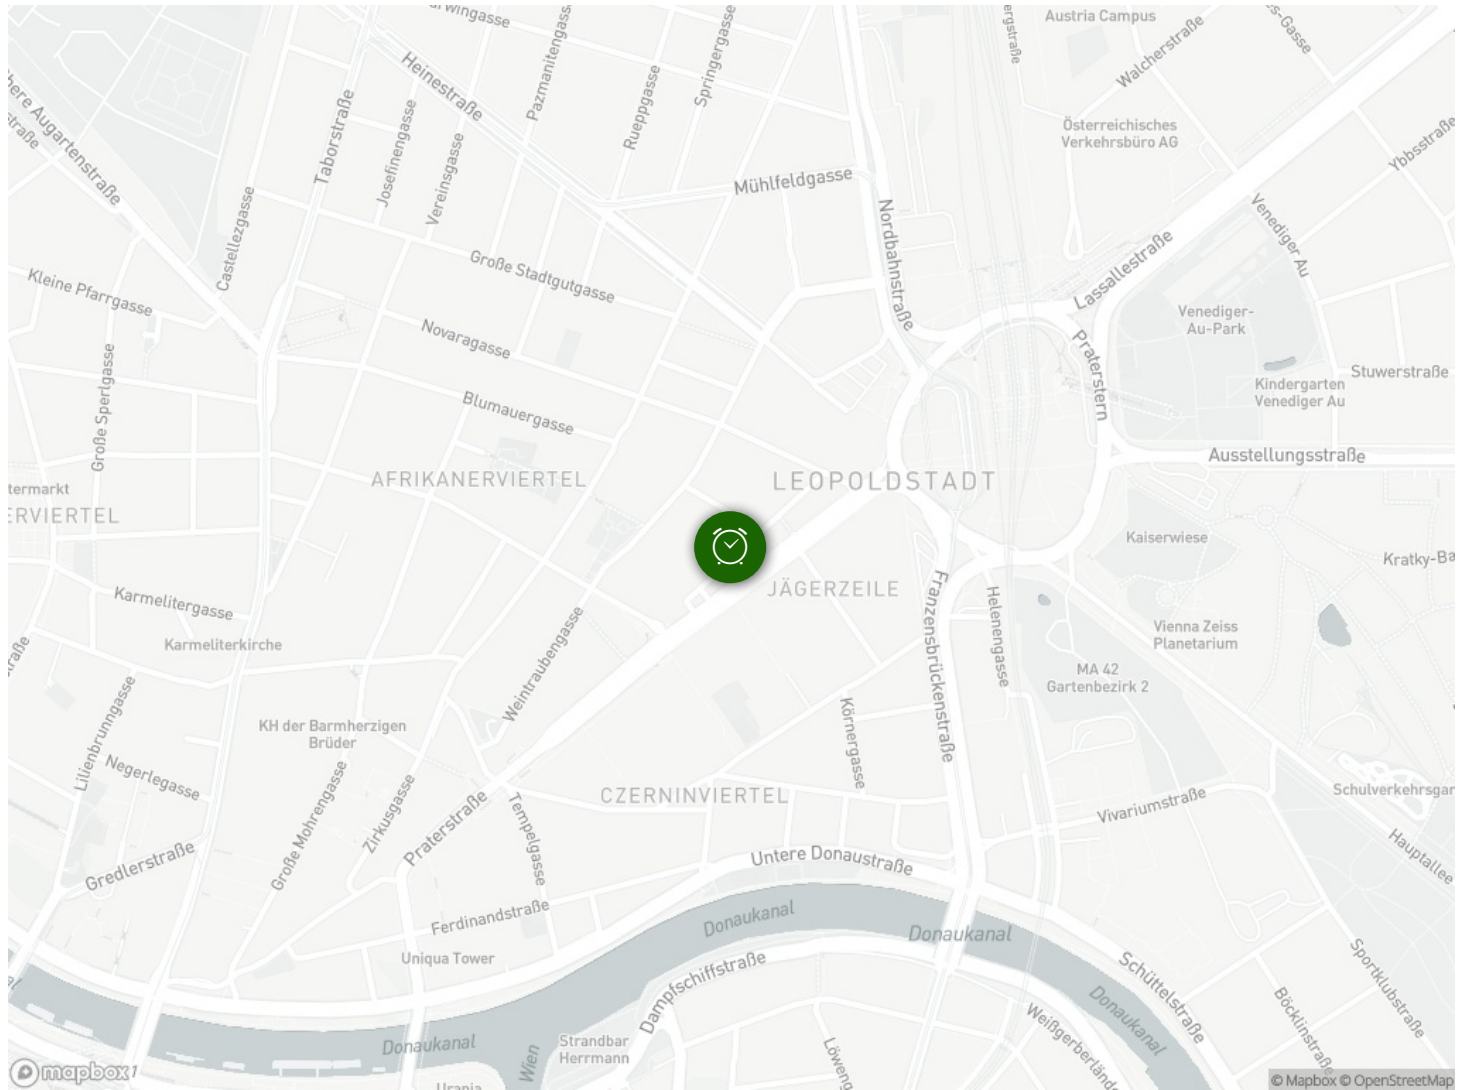 Austria Campus
Walcherstraße
Heinestraße
Pazmanitengasse
Springergasse
Rueppgasse
Josefinengasse
Vereinsgasse
Taborstraße
Castellezgasse
Österreichisches
Verkehrsbüro AG
Ybbsstraße
Mühlfeldgasse
Nordbahnstraße
Venediger Au
Lassallestraße
Große Stadtgutgasse
Kleine Pfarrgasse
Novaragasse
Große Sperlgasse
Blumauergasse
Praterstern
Venediger-
Au-Park
Stuwerstraße
Kindergarten
Venediger Au
Ausstellungsstraße
AFRIKANERVIERTEL
LEOPOLDSTADT
termarkt
ERVIERTEL
Kaiserwiese
Kratky-Ba
JÄGERZEILE
Franzensbrückenstraße
Helenengasse
Karmelitergasse
Karmeliterkirche
Weintraubengasse
Vienna Zeiss
Planetarium
MA 42
Gartenbezirk 2
Lilienbrunngasse
KH der Barmherzigen
Brüder
Körnergasse
Negerlegasse
Große Mohrengasse
Zirkusgasse
Praterstraße
Tempelgasse
CZERNINVIERTEL
Vivariumstraße
Schulverkehrsgar
Hauptallee
Gredlerstraße
Untere Donaustraße
Ferdinandstraße
Donaukanal
Donaukanal
Uniqua Tower
Dampfschiffstraße
Schüttelstraße
Sportklubstraße
Böcklinstraße
Donaukanal
Weißgerberländ
Donaukanal
Wien
Strandbar
Herrmann
Löweng
Urania
mapbox
© Mapbox © OpenStreetMap